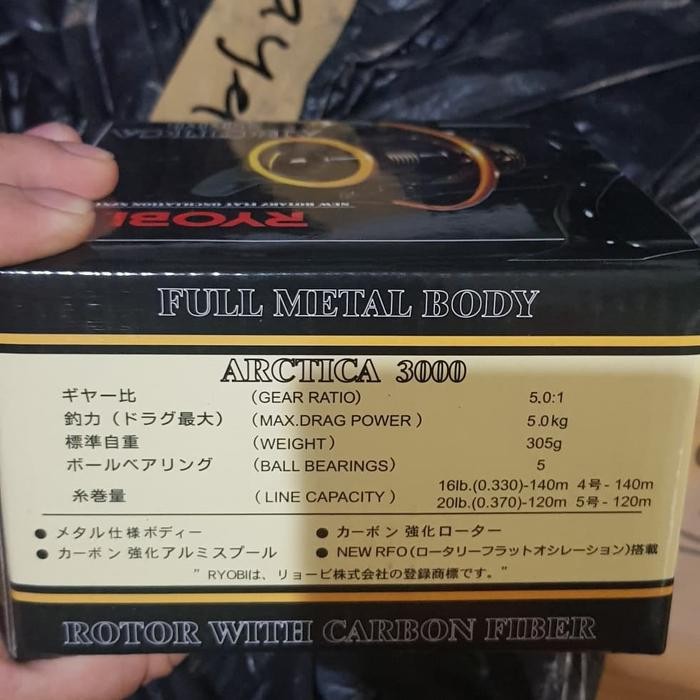 Rye
ARCTICA
RYOBI
FULL METAL BODY
ARCTICA 3000
ギヤー比 (GEAR RATIO) 5.0:1
釣力(ドラグ最大) (MAX.DRAG POWER) 5.0kg
標準自重 (WEIGHT) 305g
ボールベアリング (BALL BEARINGS) 5
糸巻量 (LINE CAPACITY) 16lb.(0.330)-140m 4号-140m
20lb.(0.370)-120m 5号-120m
● メタル仕様ボディー ● カーボン強化ローター
● カーボン強化アルミスプール ● NEW RFO(ロータリーフラットオシレーション)搭載
" RYOBIは、リョービ株式会社の登録商標です。"
ROTOR WITH CARBON FIBER